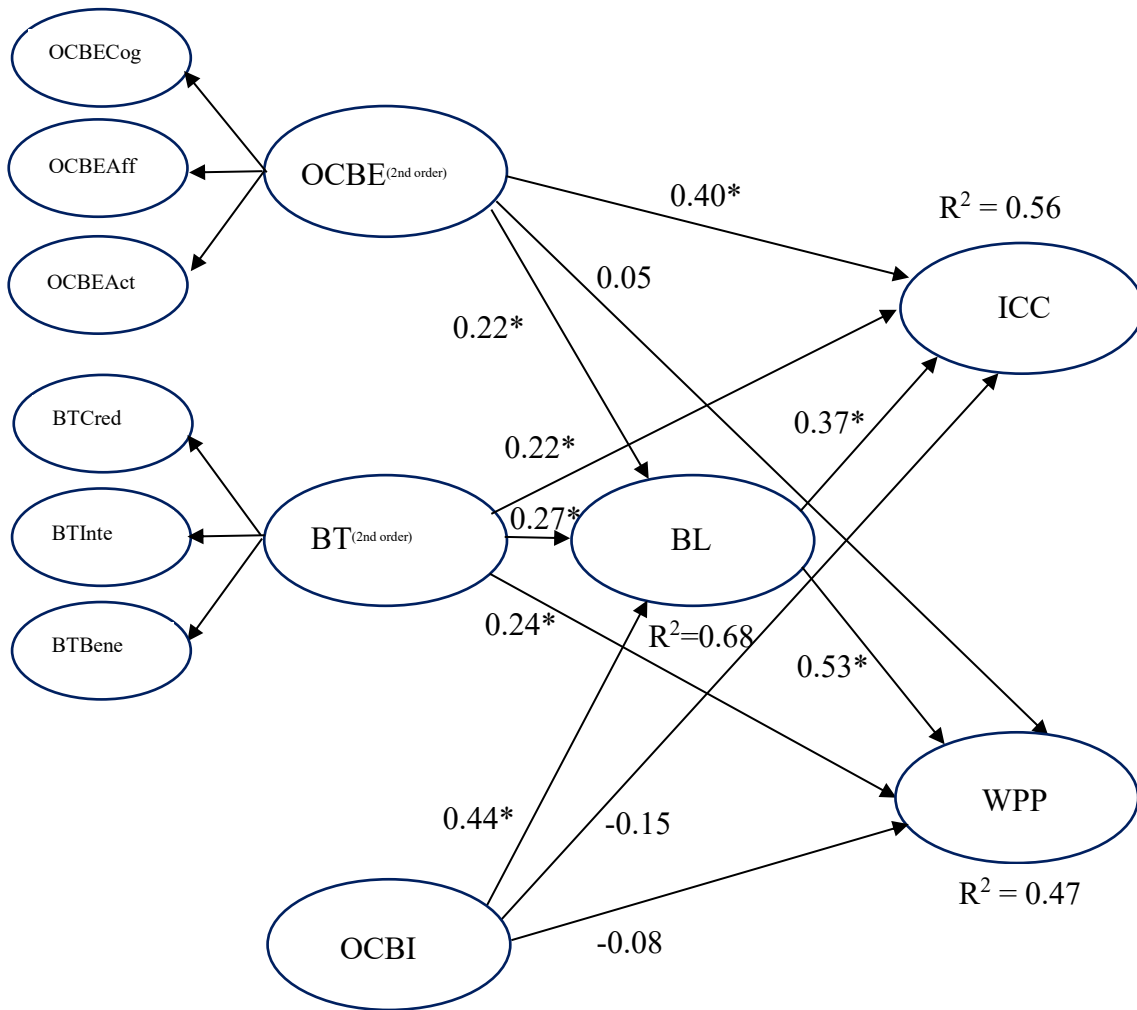 OCBECog
OCBEAff
OCBEAct
OCBE(2nd order)
0.40*
R² = 0.56
ICC
0.05
0.22*
BTCred
BTInte
BTBene
BT(2nd order)
0.22*
0.27*
0.37*
BL
0.24*
R²=0.68
0.53*
WPP
0.44*
-0.15
R² = 0.47
-0.08
OCBI